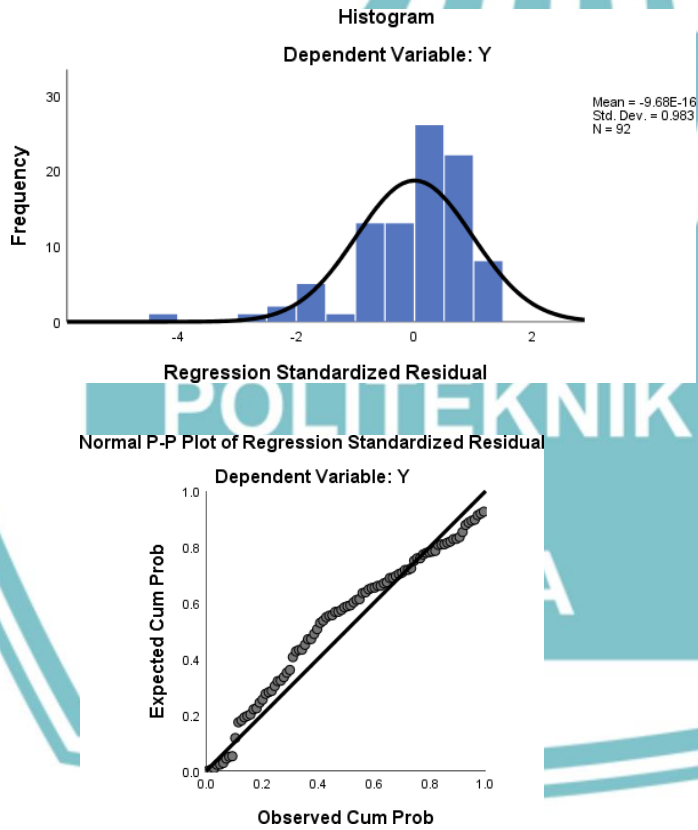 Histogram
Dependent Variable: Y
Mean = -9.68E-16
Std. Dev. = 0.983
N = 92
30
20
10
0
Frequency
-4 -2 0 2
Regression Standardized Residual
POLITEKNIK
Normal P-P Plot of Regression Standardized Residual
Dependent Variable: Y
1.0
0.8
0.6
0.4
0.2
0.0
Expected Cum Prob
0.0 0.2 0.4 0.6 0.8 1.0
Observed Cum Prob
A